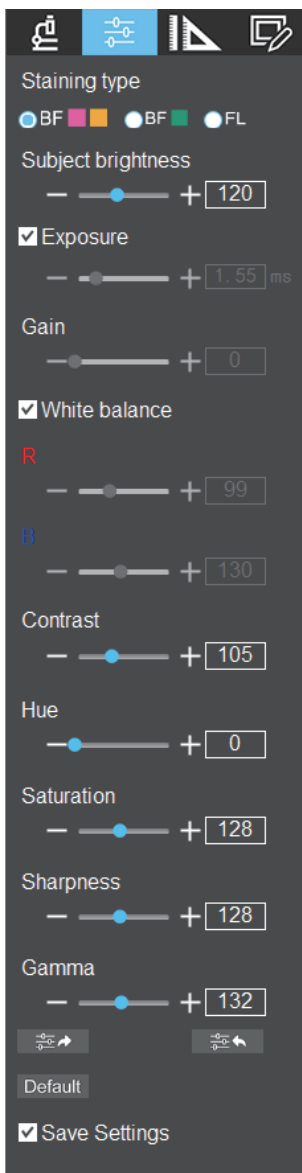 Staining type
BF BF FL
Subject brightness
120
Exposure
1.55 ms
Gain
0
White balance
R
99
B
130
Contrast
105
Hue
0
Saturation
128
Sharpness
128
Gamma
132
Default
Save Settings